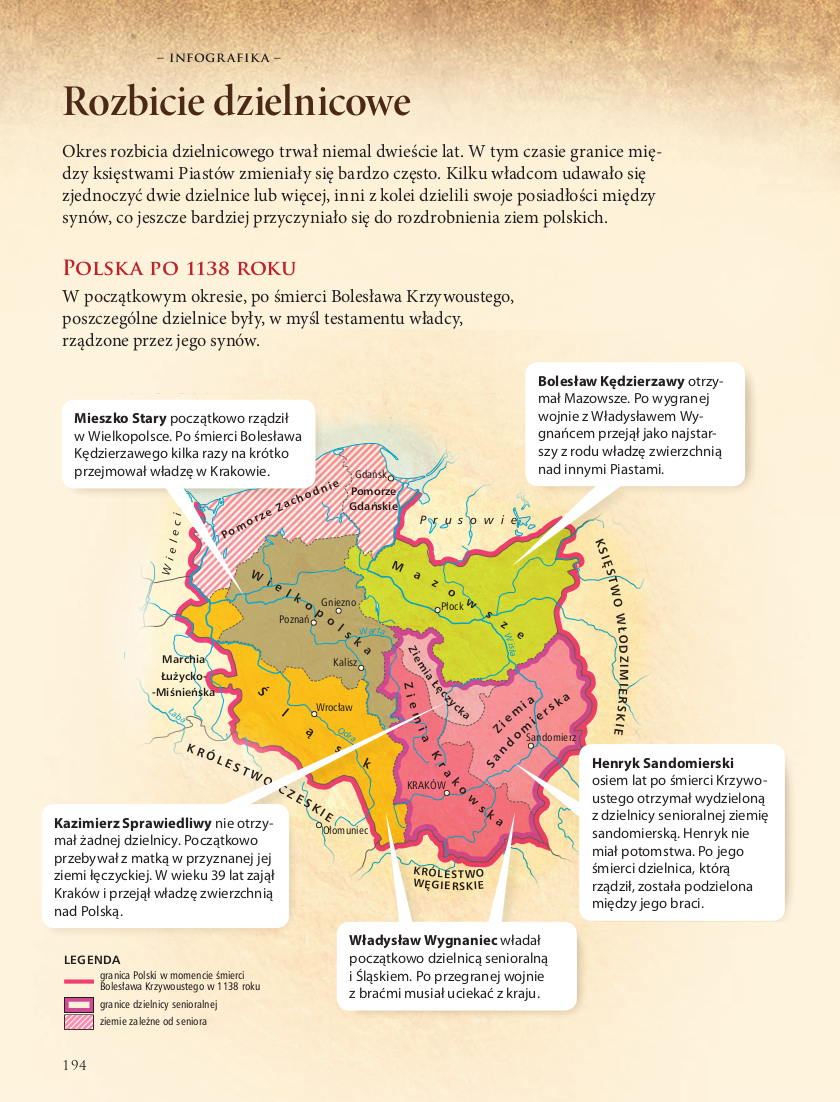 – INFOGRAFIKA –
Rozbicie dzielnicowe
Okres rozbicia dzielnicowego trwał niemal dwieście lat. W tym czasie granice mię-
dzy księstwami Piastów zmieniały się bardzo często. Kilku władcom udawało się
zjednoczyć dwie dzielnice lub więcej, inni z kolei dzielili swoje posiadłości między
synów, co jeszcze bardziej przyczyniało się do rozdrobnienia ziem polskich.
POLSKA PO 1138 ROKU
W początkowym okresie, po śmierci Bolesława Krzywoustego,
poszczególne dzielnice były, w myśl testamentu władcy,
rządzone przez jego synów.
Bolesław Kędzierzawy otrzy-
mał Mazowsze. Po wygranej
wojnie z Władysławem Wy-
gnańcem przejął jako najstar-
szy z rodu władzę zwierzchnią
nad innymi Piastami.
Mieszko Stary początkowo rządził
w Wielkopolsce. Po śmierci Bolesława
Kędzierzawego kilka razy na krótko
przejmował władzę w Krakowie.
Gdańsk
Pomorze
Gdańskie
Pomorze Zachodnie
Prusowie
Wieleci
KSIĘSTWO WŁODZIMIERSKIE
Mazowsze
Płock
Wisła
Wielkopolska
Gniezno
Poznań
Warta
Kalisz
Marchia
Łużycko-
-Miśnieńska
Łaba
Śląsk
Wrocław
Odra
Ziemia Łęczycka
Ziemia
Sandomierska
Sandomierz
Ziemia Krakowska
KRAKÓW
KRÓLESTWO CZESKIE
Ołomuniec
KRÓLESTWO
WĘGIERSKIE
Henryk Sandomierski
osiem lat po śmierci Krzywo-
ustego otrzymał wydzieloną
z dzielnicy senioralnej ziemię
sandomierską. Henryk nie
miał potomstwa. Po jego
śmierci dzielnica, którą
rządził, została podzielona
między jego braci.
Kazimierz Sprawiedliwy nie otrzy-
mał żadnej dzielnicy. Początkowo
przebywał z matką w przyznanej jej
ziemi łęczyckiej. W wieku 39 lat zajął
Kraków i przejął władzę zwierzchnią
nad Polską.
Władysław Wygnaniec władał
początkowo dzielnicą senioralną
i Śląskiem. Po przegranej wojnie
z braćmi musiał uciekać z kraju.
LEGENDA
granica Polski w momencie śmierci
Bolesława Krzywoustego w 1138 roku
granice dzielnicy senioralnej
ziemie zależne od seniora
194